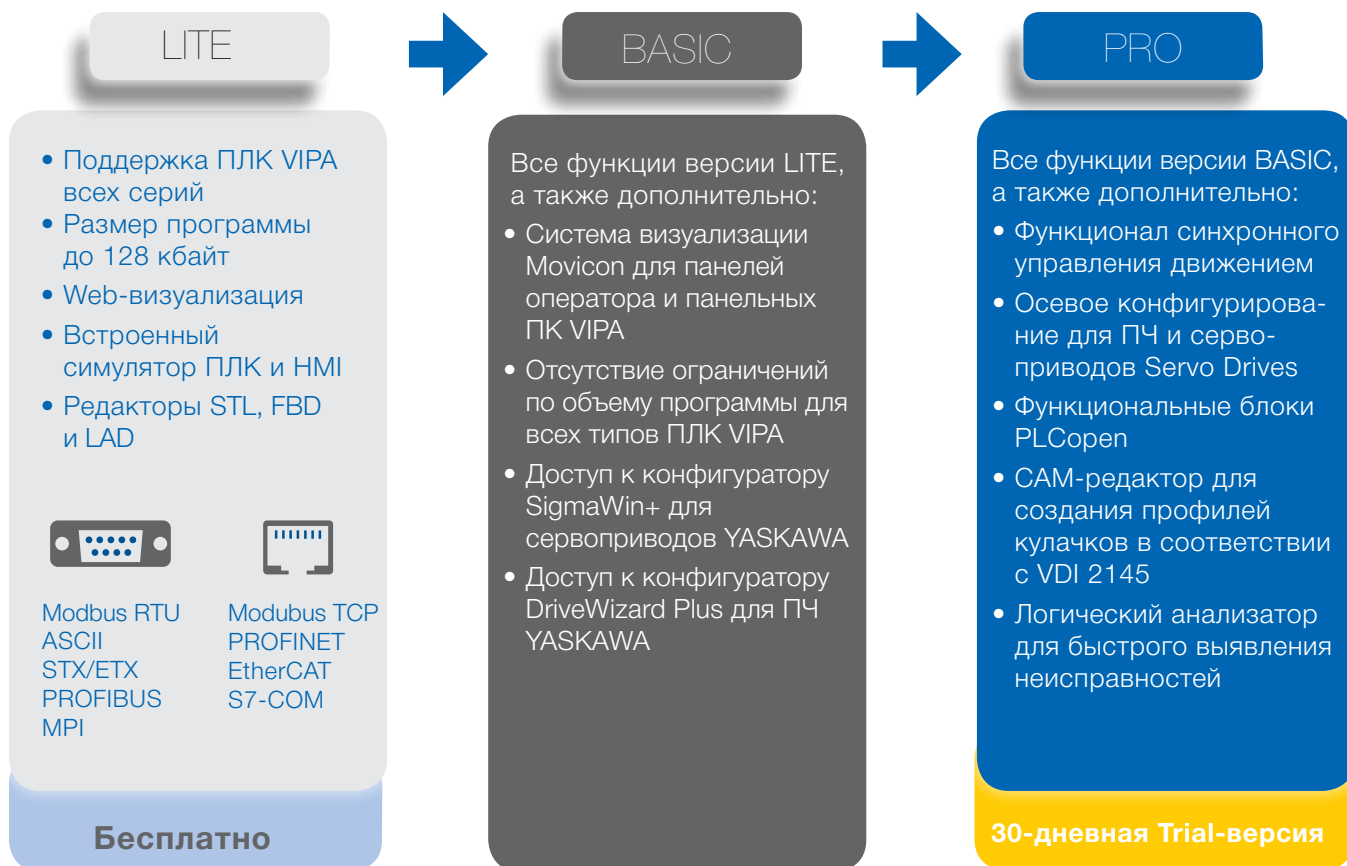 LITE
• Поддержка ПЛК VIPA
всех серий
• Размер программы
до 128 кбайт
• Web-визуализация
• Встроенный
симулятор ПЛК и HMI
• Редакторы STL, FBD
и LAD
Modbus RTU
ASCII
STX/ETX
PROFIBUS
MPI
Modubus TCP
PROFINET
EtherCAT
S7-COM
Бесплатно
BASIC
Все функции версии LITE,
а также дополнительно:
• Система визуализации
Movicon для панелей
оператора и панельных
ПК VIPA
• Отсутствие ограничений
по объему программы для
всех типов ПЛК VIPA
• Доступ к конфигуратору
SigmaWin+ для
сервоприводов YASKAWA
• Доступ к конфигуратору
DriveWizard Plus для ПЧ
YASKAWA
PRO
Все функции версии BASIC,
а также дополнительно:
• Функционал синхронного
управления движением
• Осевое конфигурирова-
ние для ПЧ и серво-
приводов Servo Drives
• Функциональные блоки
PLCopen
• CAM-редактор для
создания профилей
кулачков в соответствии
с VDI 2145
• Логический анализатор
для быстрого выявления
неисправностей
30-дневная Trial-версия